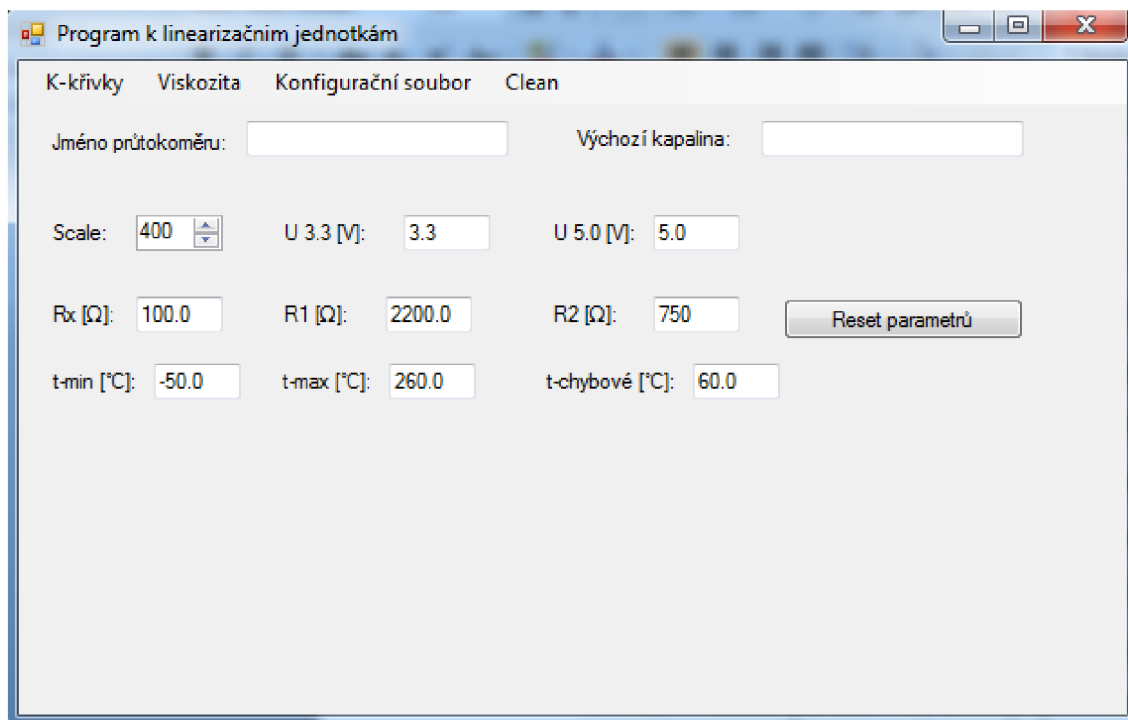 Program k linearizačním jednotkám
K-křivky Viskozita Konfigurační soubor Clean
Jméno průtokoměru: Výchozí kapalina:
Scale: 400 U 3.3 [V]: 3.3 U 5.0 [V]: 5.0
Rx [Ω]: 100.0 R1 [Ω]: 2200.0 R2 [Ω]: 750 Reset parametrů
t-min [°C]: -50.0 t-max [°C]: 260.0 t-chybové [°C]: 60.0